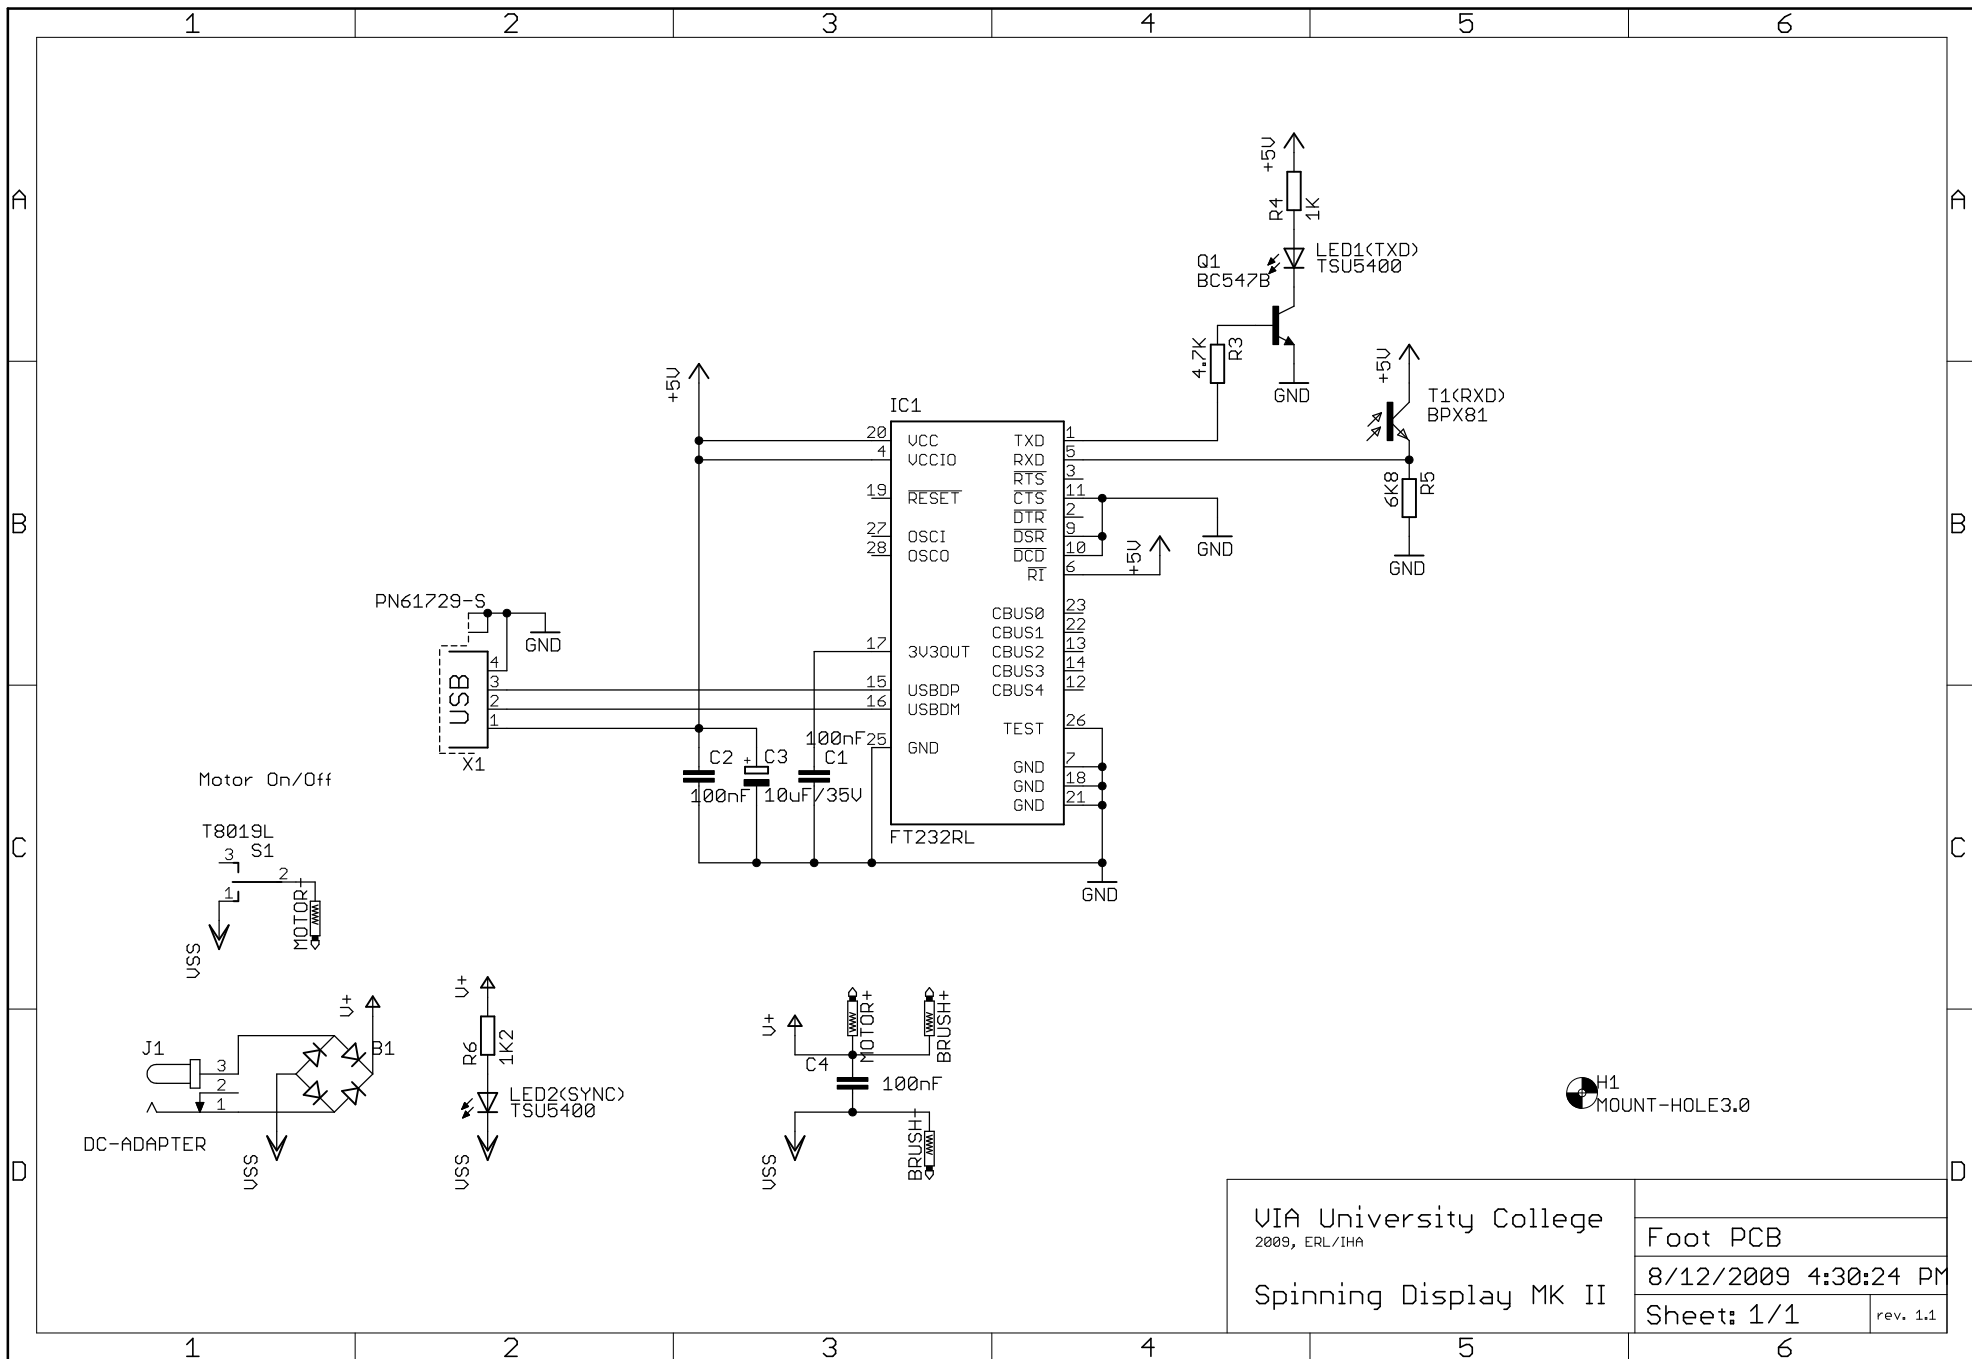 1 2 3 4 5 6
A A
B B
C C
D D
+5V
R4
1K
LED1(TXD)
TSU5400
Q1
BC547B
4.7K
R3
GND
+5V
T1(RXD)
BPX81
6K8
R5
GND
+5V
IC1
20 VCC TXD 1
4 VCCIO RXD 5
RTS 3
19 RESET CTS 11
DTR 2
27 OSCI DSR 9
28 OSCO DCD 10
RI 6
+5V
GND
CBUS0 23
CBUS1 22
17 3V3OUT CBUS2 13
CBUS3 14
15 USBDP CBUS4 12
16 USBDM
TEST 26
25 GND
GND 7
GND 18
GND 21
FT232RL
GND
PN61729-S
GND
USB
4
3
2
1
X1
C2
100nF
+ C3
10uF/35V
100nF
C1
Motor On/Off
T8019L
S1
3
2
1
MOTOR-
VSS
V+
J1
3
2
1
B1
DC-ADAPTER
VSS
V+
R6
1K2
LED2(SYNC)
TSU5400
VSS
V+
MOTOR+
BRUSH+
C4
100nF
VSS
BRUSH-
H1
MOUNT-HOLE3.0
VIA University College
2009, ERL/IHA
Spinning Display MK II
Foot PCB
8/12/2009 4:30:24 PM
Sheet: 1/1
rev. 1.1
1 2 3 4 5 6